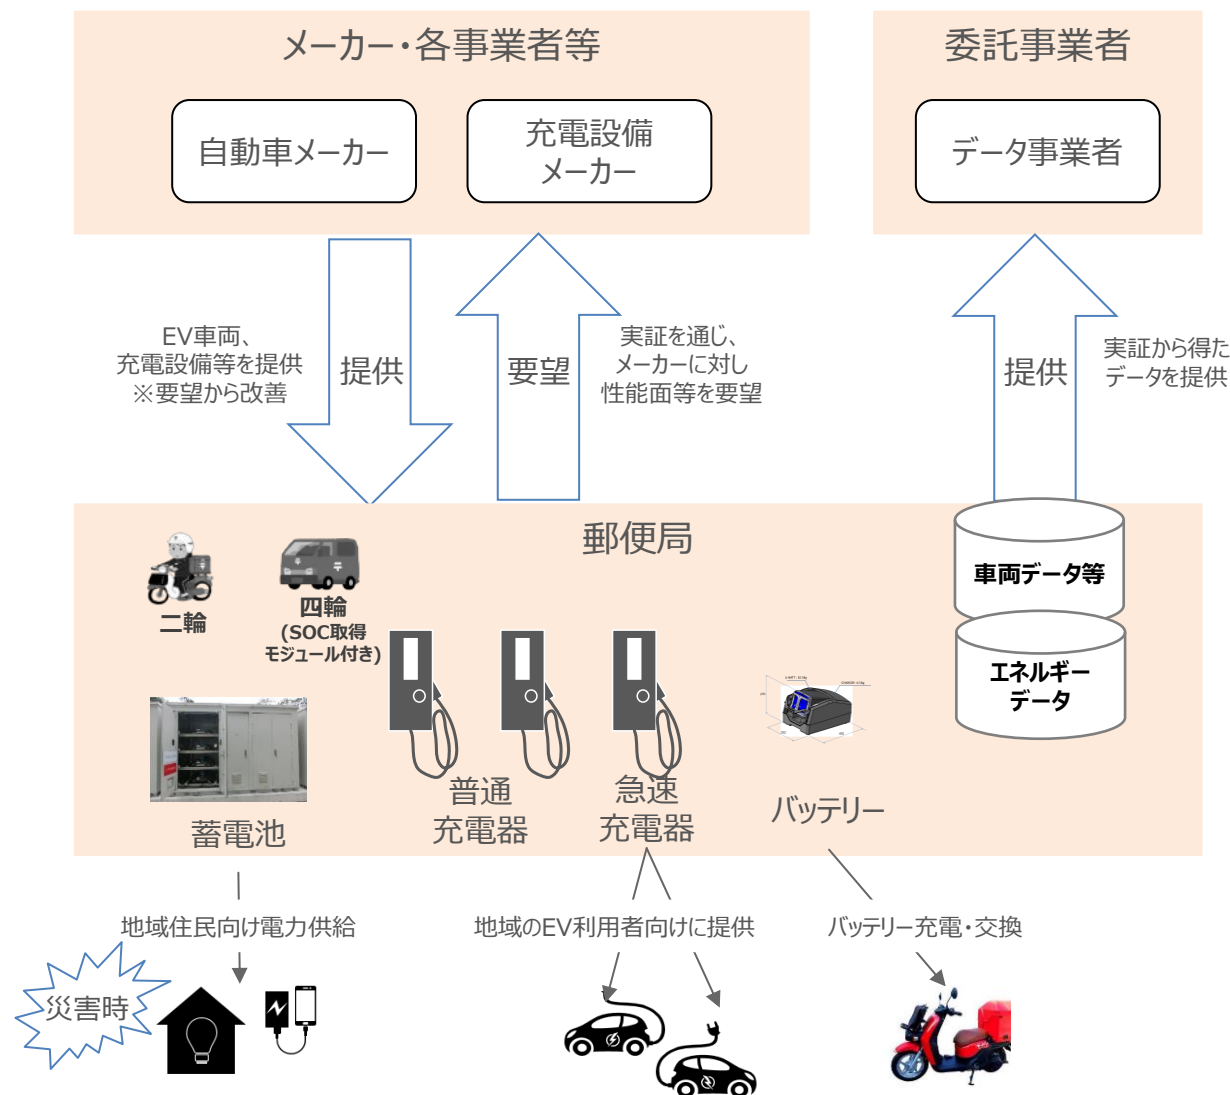 メーカー・各事業者等
委託事業者
自動車メーカー
充電設備
メーカー
データ事業者
EV車両、
充電設備等を提供
※要望から改善
提供
要望
実証を通じ、
メーカーに対し
性能面等を要望
提供
実証から得た
データを提供
郵便局
二輪
四輪
(SOC取得
モジュール付き)
車両データ等
エネルギー
データ
蓄電池
普通
充電器
急速
充電器
バッテリー
地域住民向け電力供給
地域のEV利用者向けに提供
バッテリー充電・交換
災害時